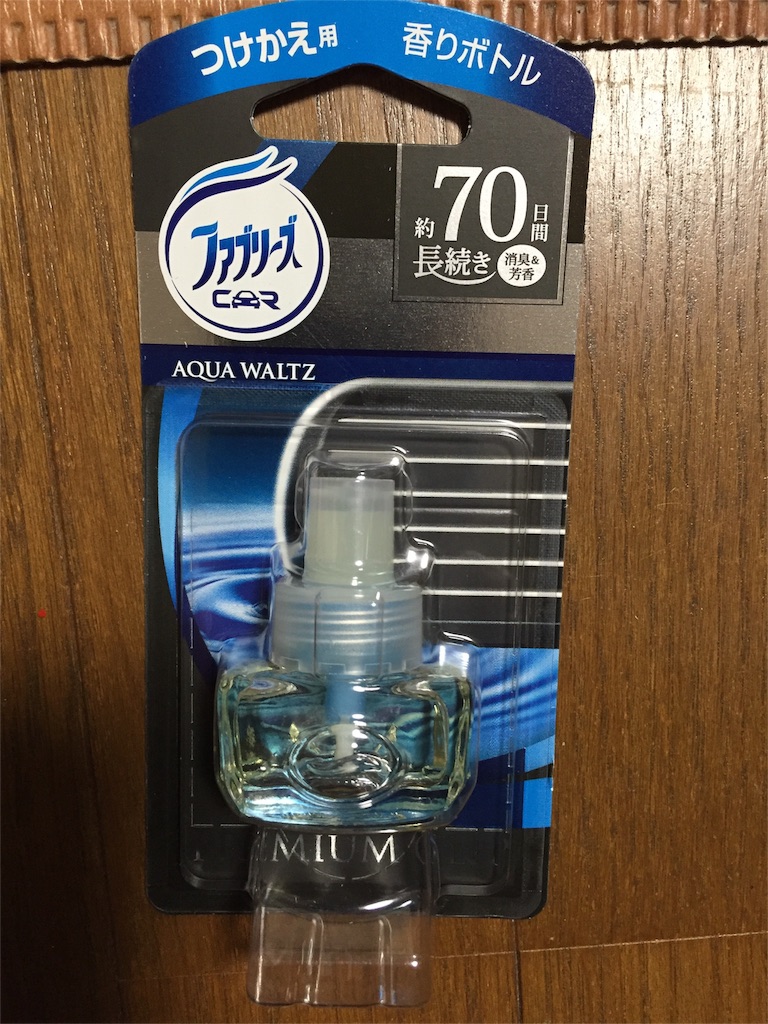 つけかえ用 香りボトル
約70日間
長続き
消臭&
芳香
ファブリーズ
CAR
AQUA WALTZ
MIUM